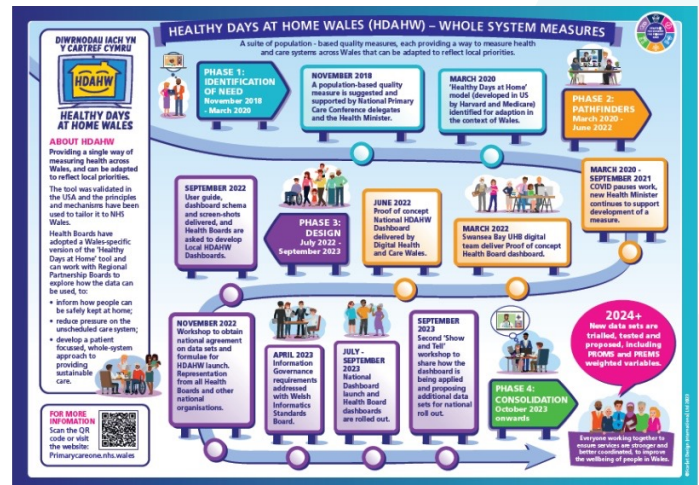 HEALTHY DAYS AT HOME WALES (HDAHW) – WHOLE SYSTEM MEASURES
A suite of population - based quality measures, each providing a way to measure health
and care systems across Wales that can be adapted to reflect local priorities.
DIWRNODAU IACH YN
Y CARTREF CYMRU
HDAHW
HEALTHY DAYS
AT HOME WALES
ABOUT HDAHW
Providing a single way of
measuring health across
Wales, and can be adapted
to reflect local priorities.
The tool was validated in
the USA and the principles
and mechanisms have been
used to tailor it to NHS
Wales.
Health Boards have
adopted a Wales-specific
version of the 'Healthy
Days at Home' tool and
can work with Regional
Partnership Boards to
explore how the data can
be used, to:
• inform how people can
be safely kept at home;
• reduce pressure on the
unscheduled care system;
• develop a patient
focussed, whole-system
approach to
providing
sustainable
care.
FOR MORE
INFOMATION
Scan the QR
code or visit
the website:
Primarycareone.nhs.wales
PHASE 1:
IDENTIFICATION
OF NEED
November 2018
- March 2020
NOVEMBER 2018
A population-based quality
measure is suggested and
supported by National Primary
Care Conference delegates
and the Health Minister.
MARCH 2020
'Healthy Days at Home'
model (developed in US
by Harvard and Medicare)
identified for adaption in
the context of Wales.
PHASE 2:
PATHFINDERS
March 2020 -
June 2022
MARCH 2020 -
SEPTEMBER 2021
COVID pauses work,
new Health Minister
continues to support
development of a
measure.
MARCH 2022
Swansea Bay UHB digital
team deliver Proof of concept
Health Board dashboard.
JUNE 2022
Proof of concept
National HDAHW
Dashboard
delivered by
Digital Health
and Care Wales.
PHASE 3:
DESIGN
July 2022 -
September 2023
SEPTEMBER 2022
User guide,
dashboard schema
and screen-shots
delivered, and
Health Boards are
asked to develop
Local HDAHW
Dashboards.
NOVEMBER 2022
Workshop to obtain
national agreement
on data sets and
formulae for
HDAHW launch.
Representation
from all Health
Boards and other
national
organisations.
APRIL 2023
Information
Governance
requirements
addressed
with Welsh
Informatics
Standards
Board.
JULY -
SEPTEMBER
2023
National
Dashboard
launch and
Health Board
dashboards
are rolled out.
SEPTEMBER
2023
Second 'Show
and Tell'
workshop to
share how the
dashboard is
being applied
and proposing
additional data
sets for national
roll out.
PHASE 4:
CONSOLIDATION
October 2023
onwards
2024+
New data sets are
trialled, tested and
proposed, including
PROMS and PREMS
weighted variables.
Everyone working together to
ensure services are stronger and
better coordinated, to improve
the wellbeing of people in Wales.